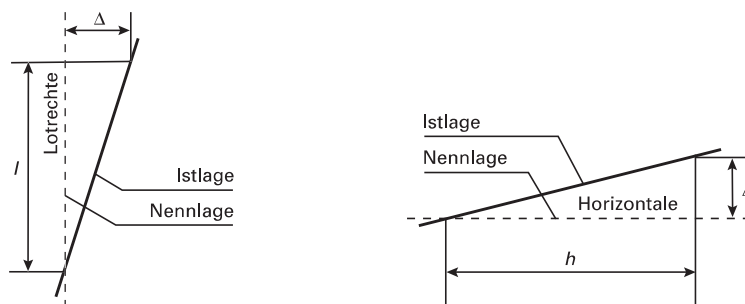 Δ
Lotrechte
l
Istlage
Nennlage
Istlage
Nennlage
Horizontale
h